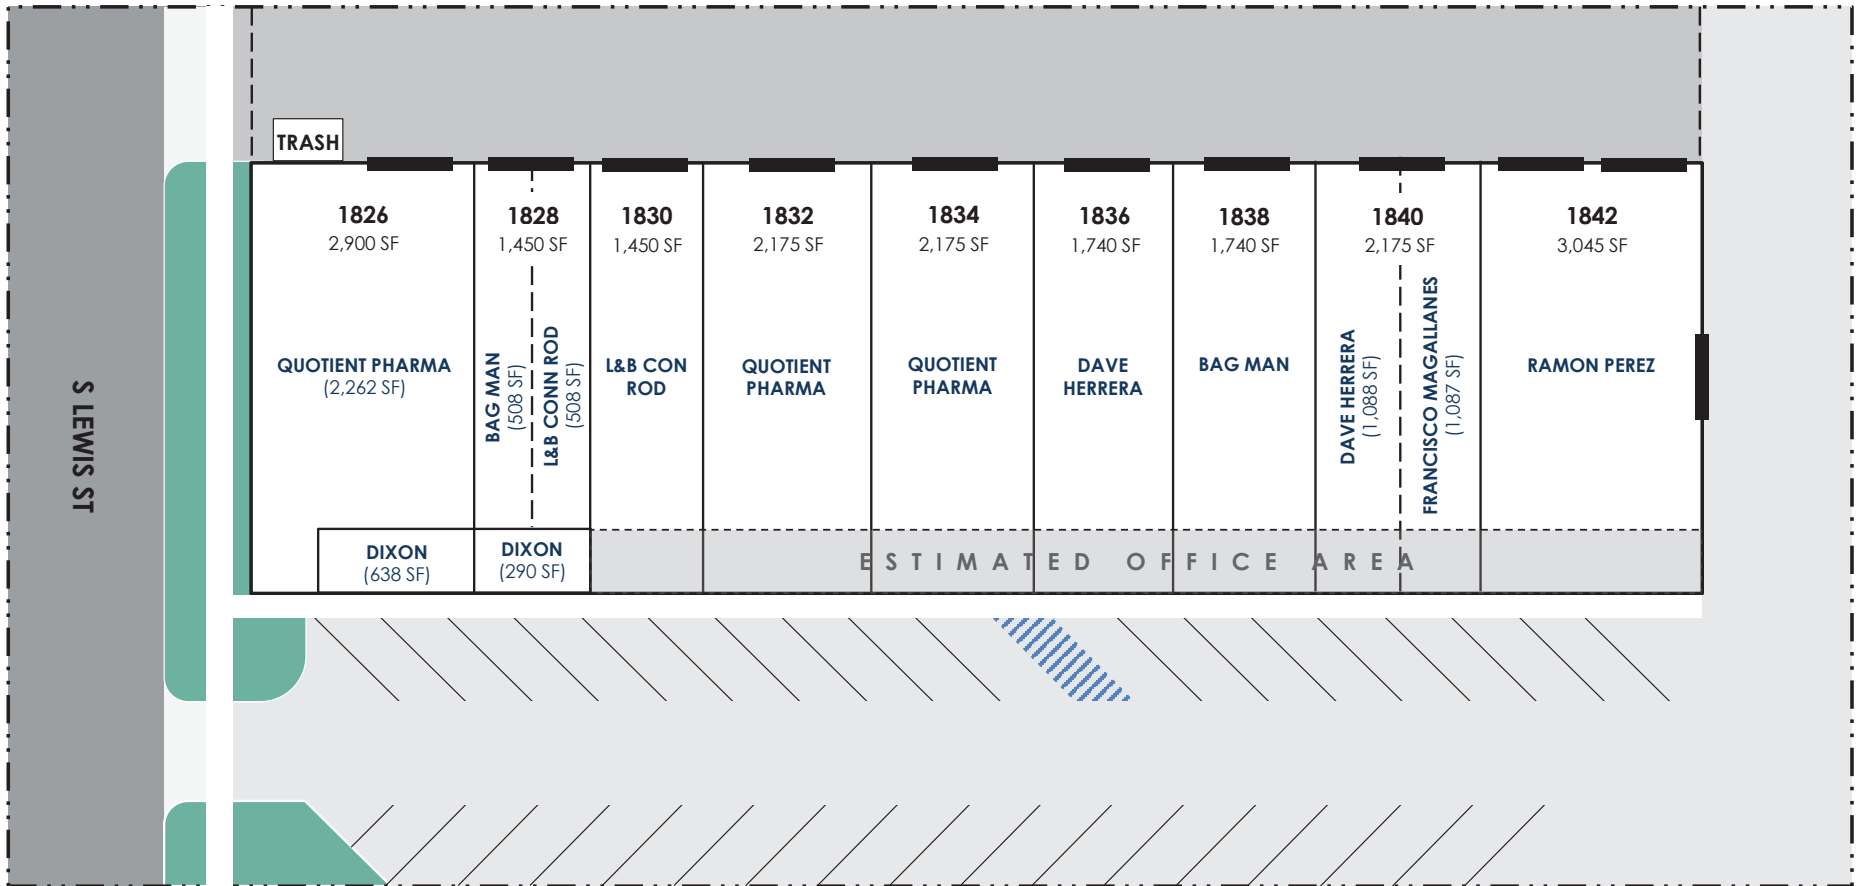 TRASH
1826
2,900 SF
1828
1,450 SF
1830
1,450 SF
1832
2,175 SF
1834
2,175 SF
1836
1,740 SF
1838
1,740 SF
1840
2,175 SF
1842
3,045 SF
QUOTIENT PHARMA
(2,262 SF)
BAG MAN
(508 SF)
L&B CONN ROD
(508 SF)
L&B CON
ROD
QUOTIENT
PHARMA
QUOTIENT
PHARMA
DAVE
HERRERA
BAG MAN
DAVE HERRERA
(1,088 SF)
FRANCISCO MAGALLANES
(1,087 SF)
RAMON PEREZ
DIXON
(638 SF)
DIXON
(290 SF)
ESTIMATED OFFICE AREA
S LEWIS ST